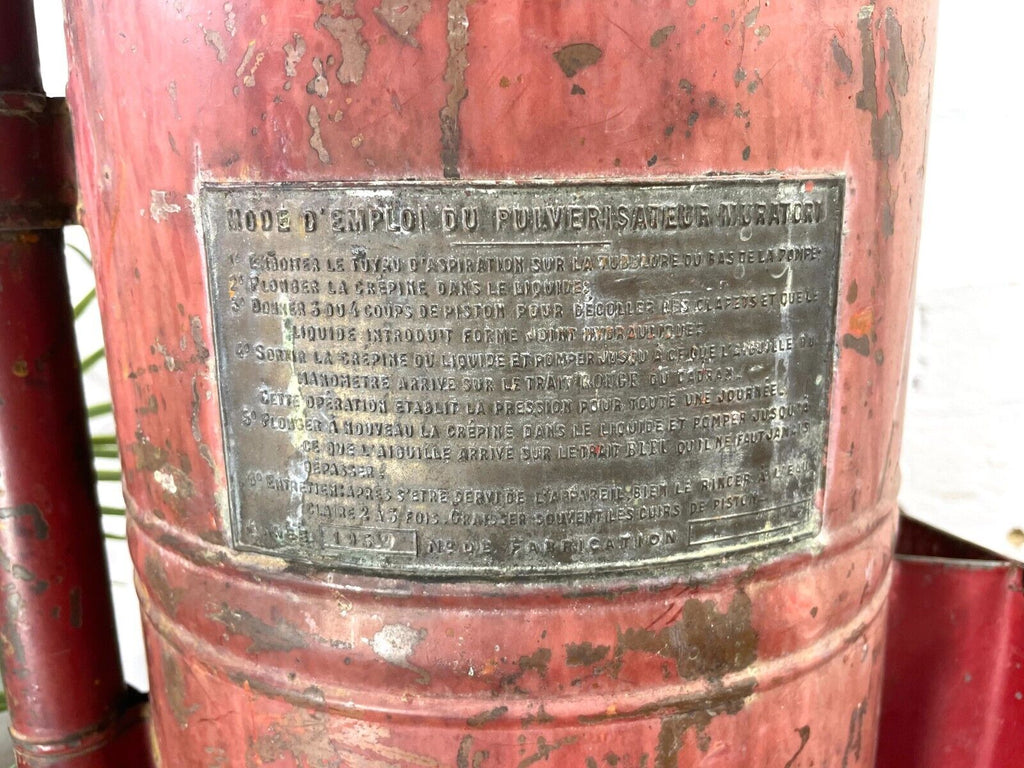 MODE D'EMPLOI DU PULVERISATEUR MURATORI
1° EMBOITER LE TUYAU D'ASPIRATION SUR LA TUBULURE DU BAS DE LA POMPE.
2° PLONGER LA CRÉPINE DANS LE LIQUIDE.
3° DONNER 3 OU 4 COUPS DE PISTON POUR DÉCOLLER LES CLAPETS ET QUE LE
LIQUIDE INTRODUIT FORME JOINT HYDRAULIQUE.
4° SORTIR LA CRÉPINE DU LIQUIDE ET POMPER JUSQU'A CE QUE L'AIGUILLE DU
MANOMETRE ARRIVE SUR LE TRAIT ROUGE DU CADRAN
CETTE OPÉRATION ETABLIT LA PRESSION POUR TOUTE UNE JOURNÉE.
5° PLONGER A NOUVEAU LA CRÉPINE DANS LE LIQUIDE ET POMPER JUSQU'A
CE QUE L'AIGUILLE ARRIVE SUR LE TRAIT BLEU QU'IL NE FAUT JAMAIS
DÉPASSER.
6° ENTRETIEN: APRÈS S'ETRE SERVI DE L'APPAREIL BIEN LE RINCER A L'EAU
CLAIRE 2 A 3 FOIS. GRAISSER SOUVENT LES CUIRS DE PISTON
N° DE FABRICATION